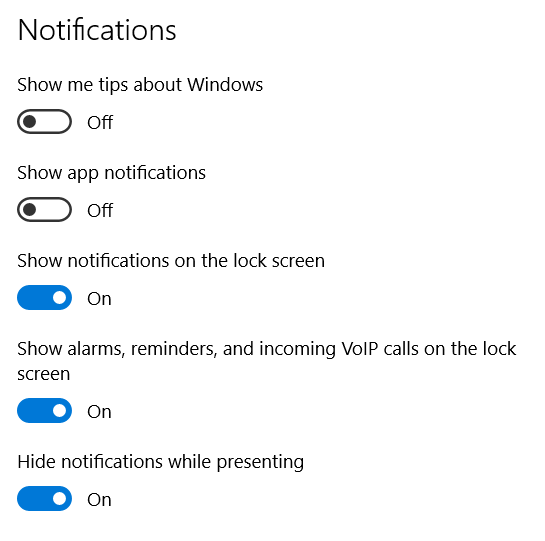 Notifications
Show me tips about Windows
Off
Show app notifications
Off
Show notifications on the lock screen
On
Show alarms, reminders, and incoming VoIP calls on the lock
screen
On
Hide notifications while presenting
On